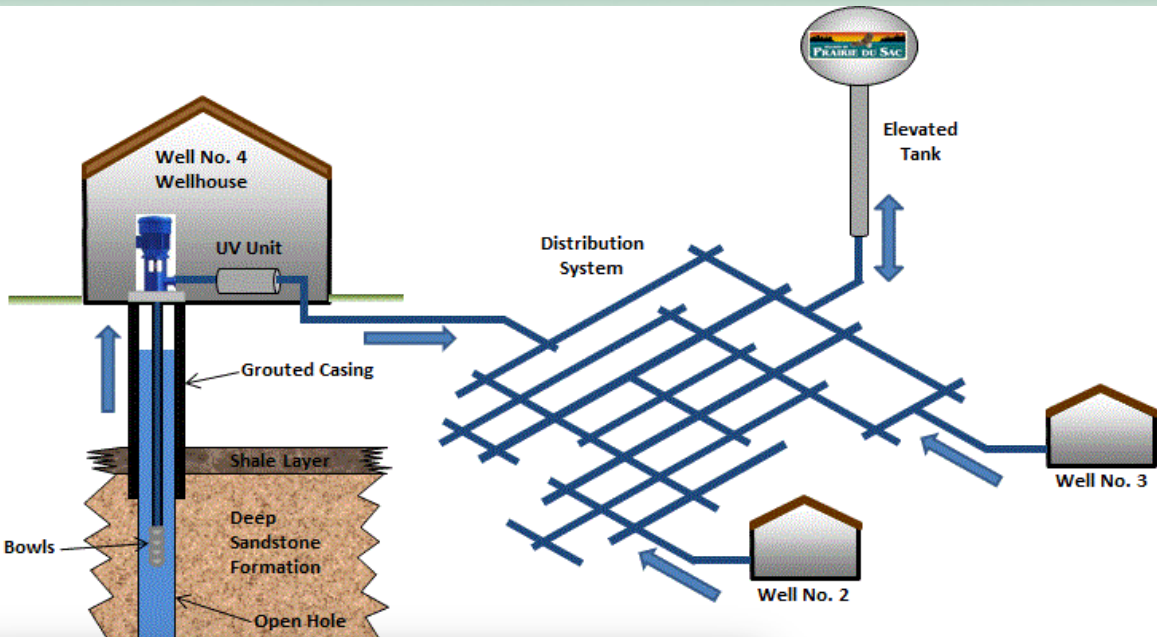 PRAIRIE DU SAC
Elevated
Tank
Well No. 4
Wellhouse
UV Unit
Distribution
System
Grouted Casing
Shale Layer
Well No. 3
Deep
Sandstone
Formation
Bowls
Well No. 2
Open Hole